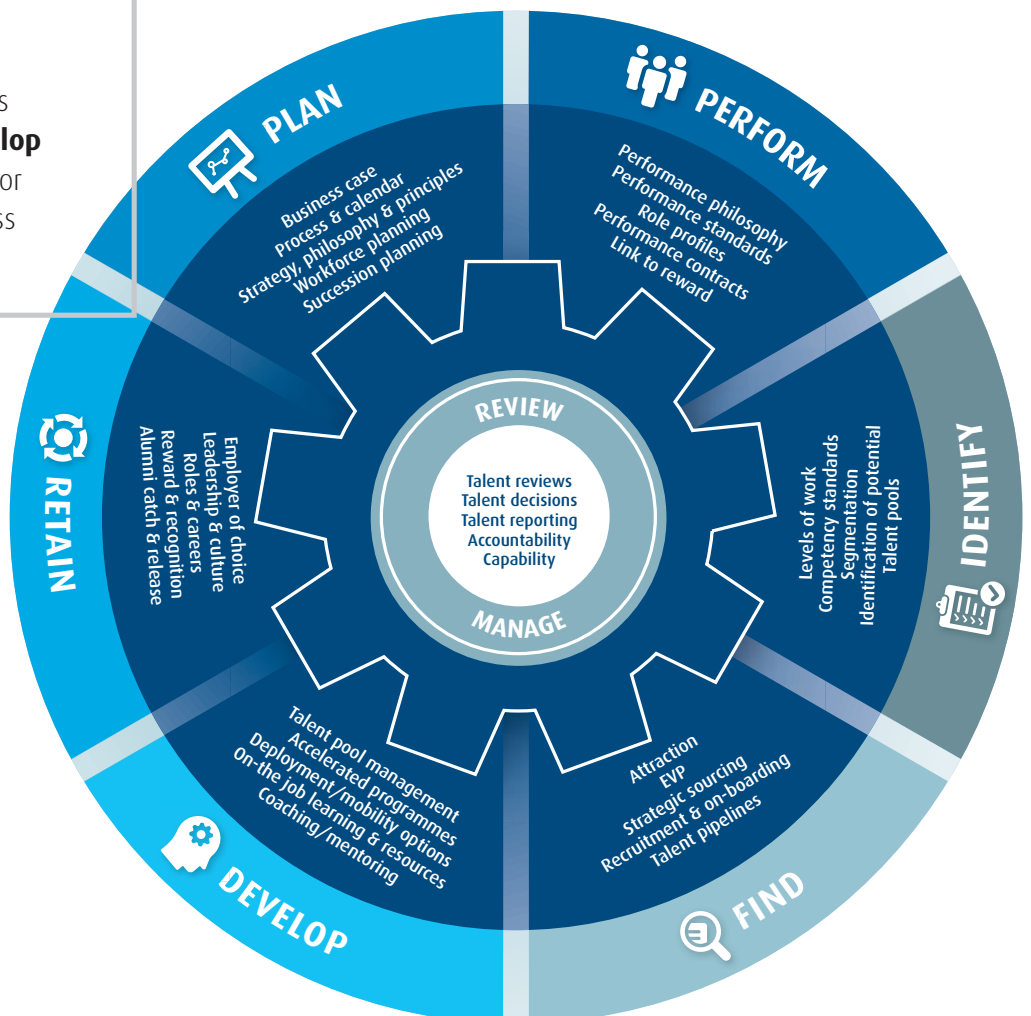 s
lop
or
ss
PLAN
Business case
Process & calendar
Strategy, philosophy & principles
Workforce planning
Succession planning
PERFORM
Performance philosophy
Performance standards
Role profiles
Performance contracts
Link to reward
IDENTIFY
Levels of work
Competency standards
Segmentation
Identification of potential
Talent pools
FIND
Attraction
EVP
Strategic sourcing
Recruitment & on-boarding
Talent pipelines
DEVELOP
Talent pool management
Accelerated programmes
Deployment/mobility options
On-the job learning & resources
Coaching/mentoring
RETAIN
Employer of choice
Leadership & culture
Roles & careers
Reward & recognition
Alumni catch & release
REVIEW
Talent reviews
Talent decisions
Talent reporting
Accountability
Capability
MANAGE